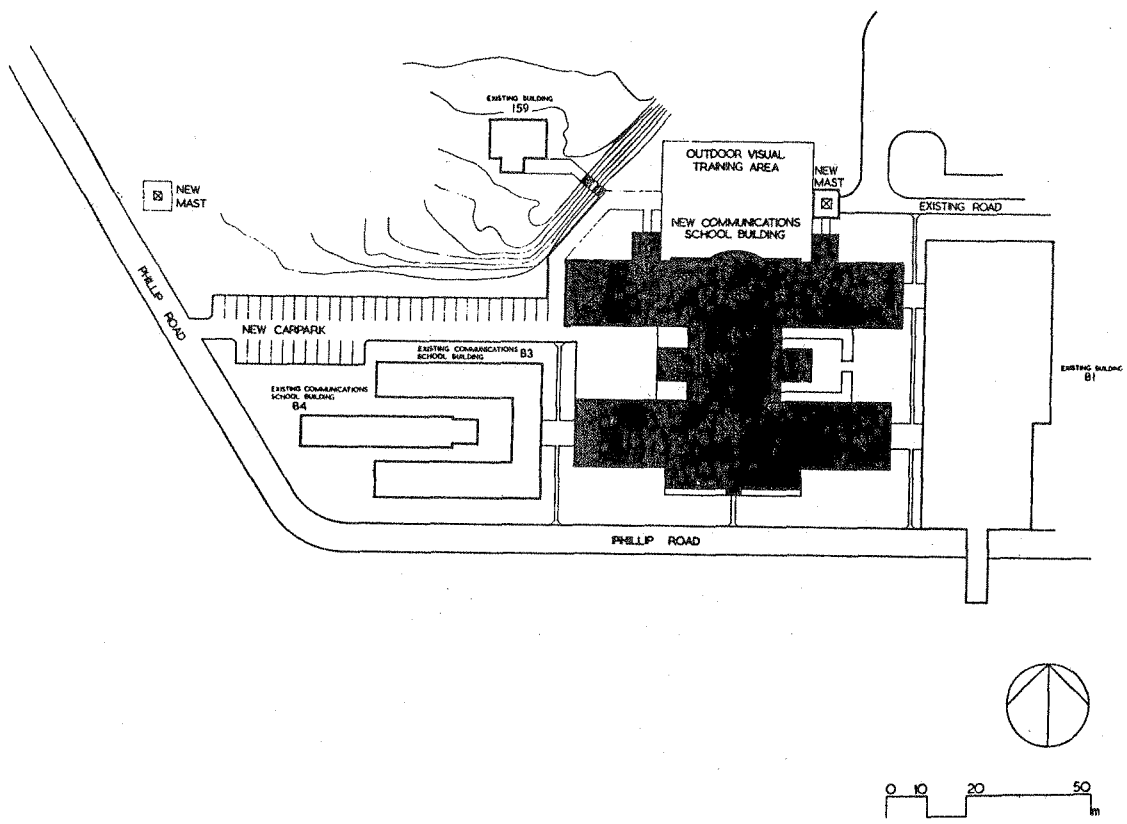 EXISTING BUILDING
159
OUTDOOR VISUAL
TRAINING AREA
NEW
MAST
NEW
MAST
EXISTING ROAD
NEW COMMUNICATIONS
SCHOOL BUILDING
PHILLIP ROAD
NEW CARPARK
EXISTING COMMUNICATIONS
SCHOOL BUILDING B3
EXISTING BUILDING
B1
EXISTING COMMUNICATIONS
SCHOOL BUILDING
B4
PHILLIP ROAD
0 10 20 50
m